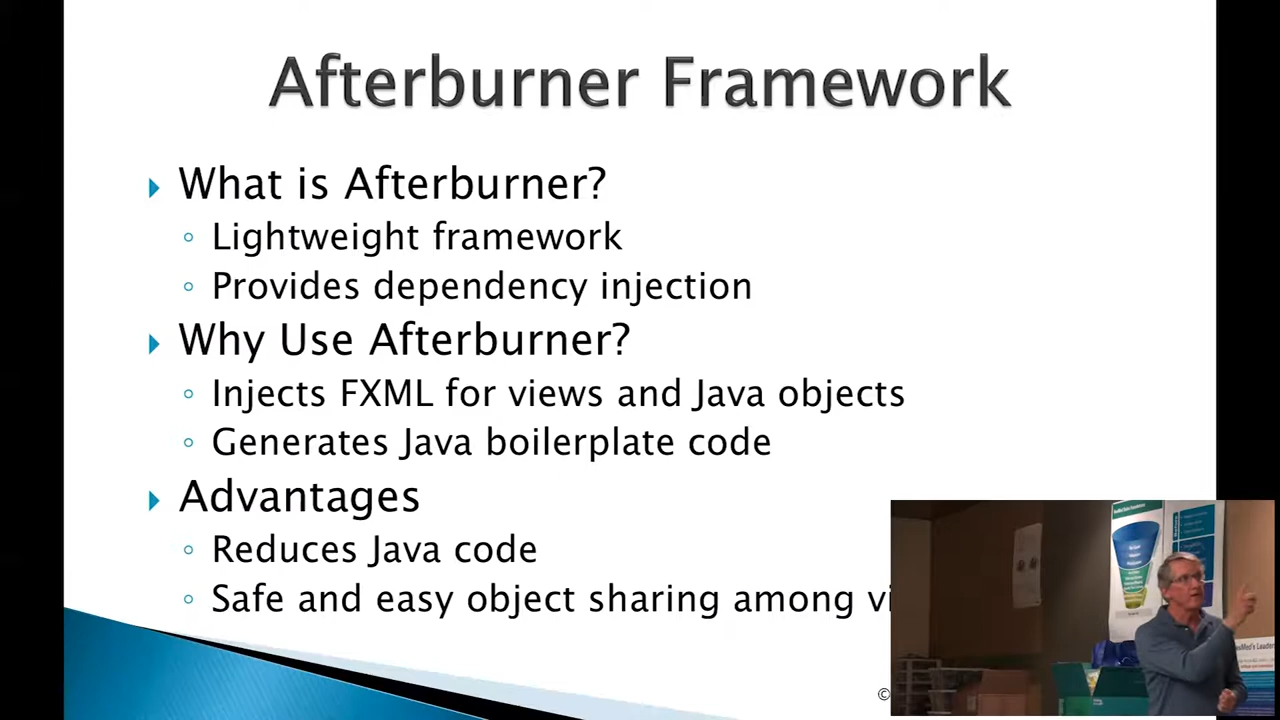 Afterburner Framework
What is Afterburner?
Lightweight framework
Provides dependency injection
Why Use Afterburner?
Injects FXML for views and Java objects
Generates Java boilerplate code
Advantages
Reduces Java code
Safe and easy object sharing among vi
©